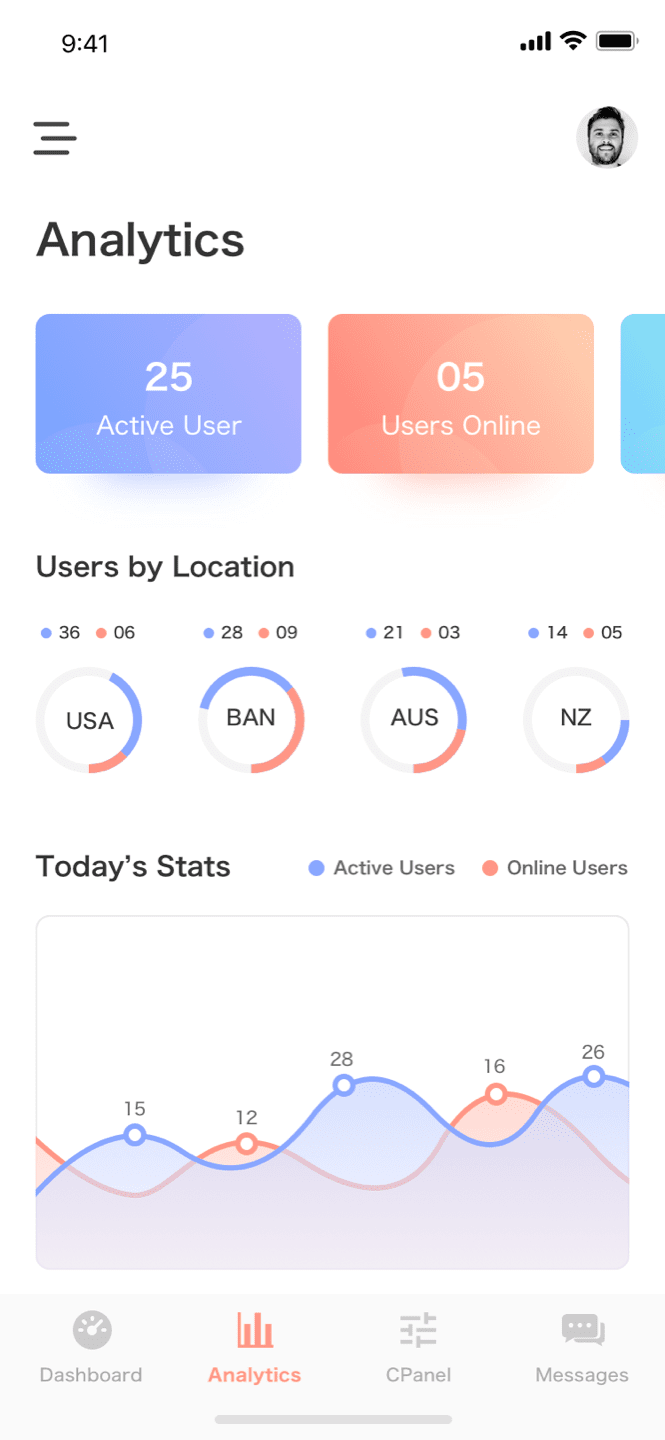 9:41
Analytics
25
Active User
05
Users Online
Users by Location
36 06
28 09
21 03
14 05
USA
BAN
AUS
NZ
Today’s Stats
Active Users
Online Users
15
12
28
16
26
Dashboard
Analytics
CPanel
Messages